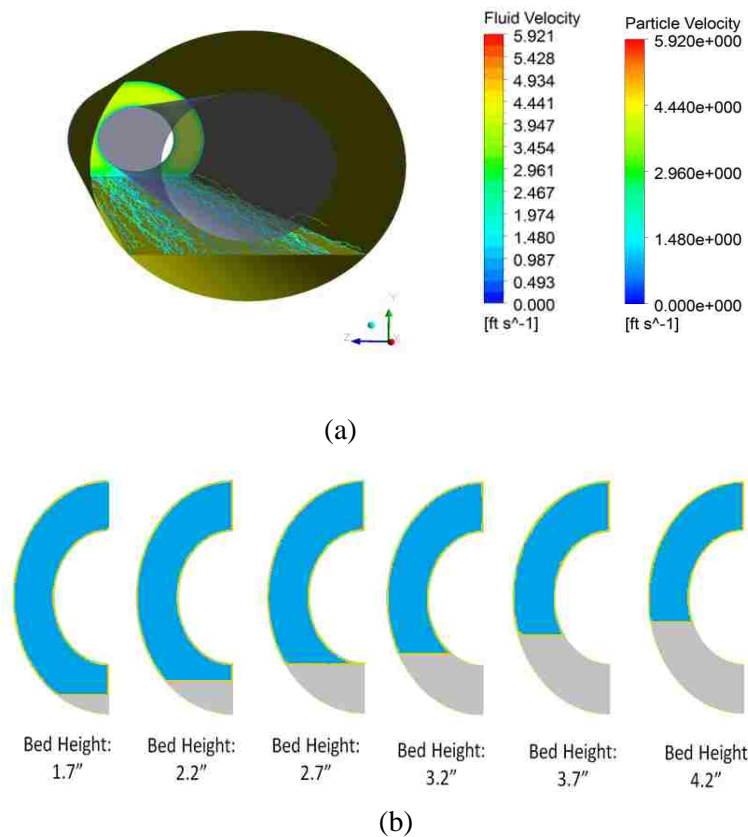 Fluid Velocity
5.921
5.428
4.934
4.441
3.947
3.454
2.961
2.467
1.974
1.480
0.987
0.493
0.000
[ft s^-1]
Particle Velocity
5.920e+000
4.440e+000
2.960e+000
1.480e+000
0.000e+000
[ft s^-1]
Y
Z
X
(a)
Bed Height:
1.7”
Bed Height:
2.2”
Bed Height:
2.7”
Bed Height:
3.2”
Bed Height:
3.7”
Bed Height
4.2”
(b)